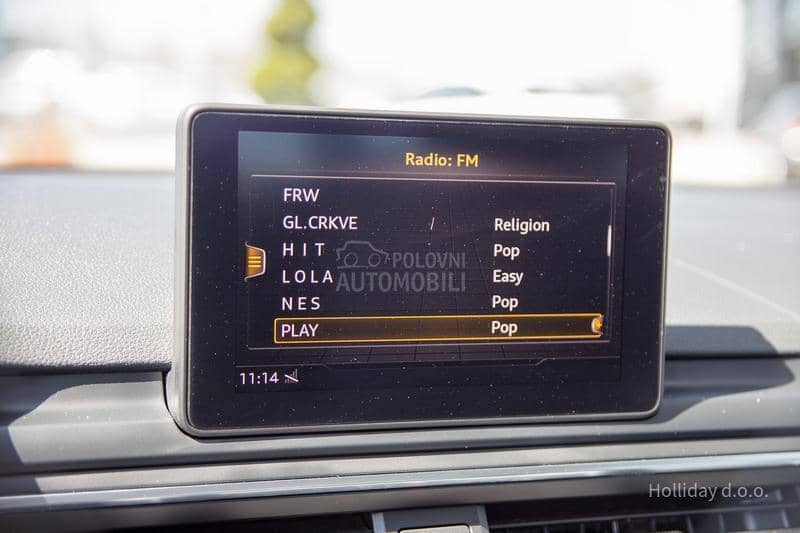 Radio: FM
FRW
GL.CRKVE / Religion
HIT Pop
LOLA Easy
NES Pop
PLAY Pop
11:14
POLOVNI
AUTOMOBILI
Holliday d.o.o.